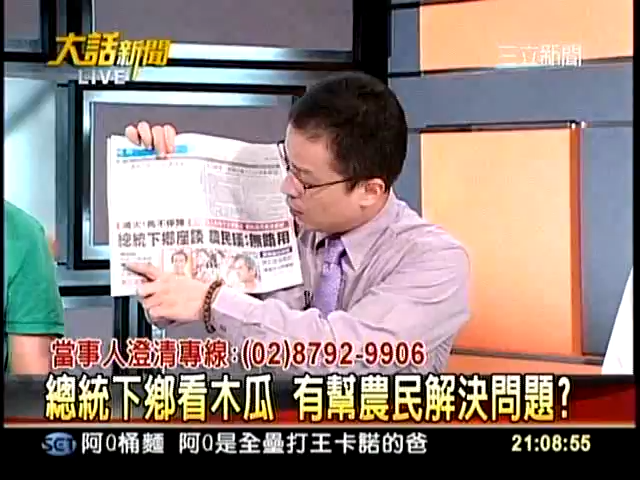 大話新聞
三立新聞
LIVE
總統下鄉座談 農民嘆:無路用
當事人澄清專線:(02)8792-9906
總統下鄉看木瓜 有幫農民解決問題?
SET 阿Q桶麵 阿Q是全壘打王卡諾的爸
21:08:55